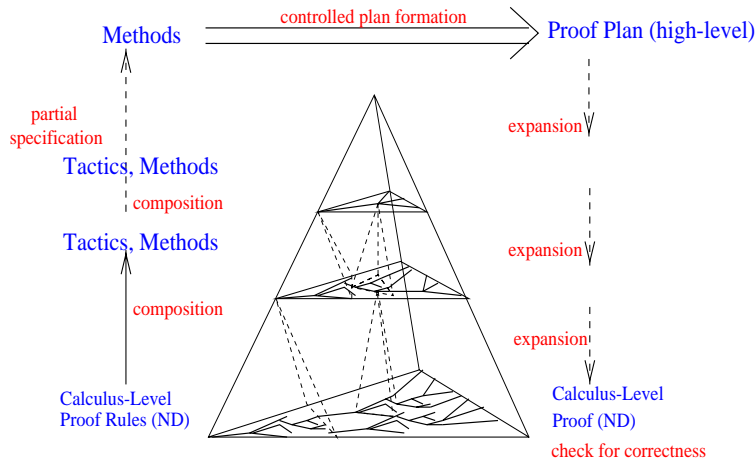 controlled plan formation
Methods
Proof Plan (high-level)
partial
specification
expansion
Tactics, Methods
composition
Tactics, Methods
expansion
composition
expansion
Calculus-Level
Proof Rules (ND)
Calculus-Level
Proof (ND)
check for correctness